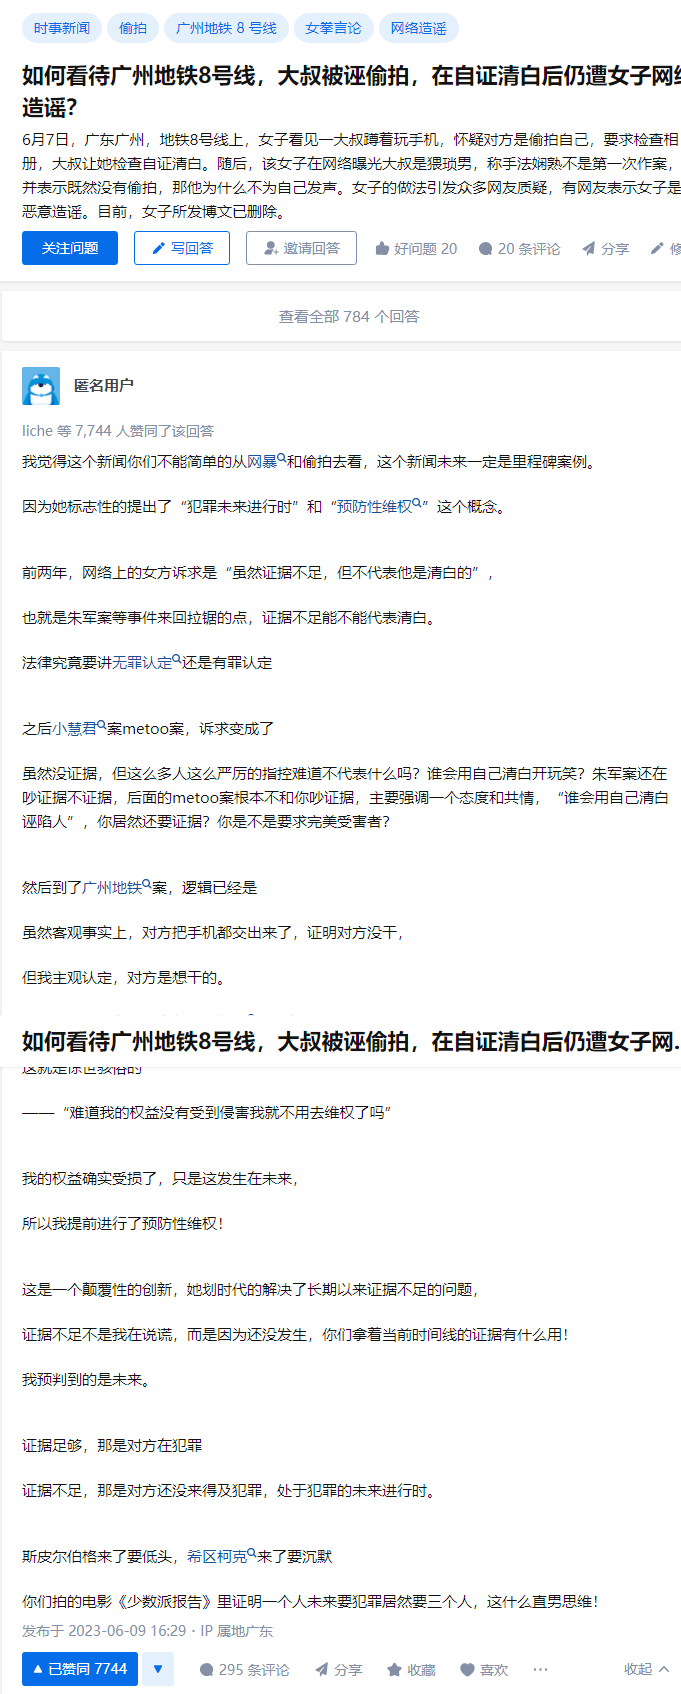 时事新闻 偷拍 广州地铁 8 号线 女拳言论 网络造谣
如何看待广州地铁8号线，大叔被诬偷拍，在自证清白后仍遭女子网络
造谣？
6月7日，广东广州，地铁8号线上，女子看见一大叔蹲着玩手机，怀疑对方是偷拍自己，要求检查相
册，大叔让她检查自证清白。随后，该女子在网络曝光大叔是猥琐男，称手法娴熟不是第一次作案，
并表示既然没有偷拍，那他为什么不为自己发声。女子的做法引发众多网友质疑，有网友表示女子是
恶意造谣。目前，女子所发博文已删除。
关注问题 写回答 邀请回答 好问题 20 20 条评论 分享 修
查看全部 784 个回答
匿名用户
liche 等 7,744 人赞同了该回答
我觉得这个新闻你们不能简单的从网暴和偷拍去看，这个新闻未来一定是里程碑案例。
因为她标志性的提出了“犯罪未来进行时”和“预防性维权”这个概念。
前两年，网络上的女方诉求是“虽然证据不足，但不代表他是清白的”，
也就是朱军案等事件来回拉锯的点，证据不足能不能代表清白。
法律究竟要讲无罪认定还是有罪认定
之后小慧君案metoo案，诉求变成了
虽然没证据，但这么多人这么严厉的指控难道不代表什么吗？谁会用自己清白开玩笑？朱军案还在
吵证据不证据，后面的metoo案根本不和你吵证据，主要强调一个态度和共情，“谁会用自己清白
诬陷人”，你居然还要证据？你是不是要求完美受害者？
然后到了广州地铁案，逻辑已经是
虽然客观事实上，对方把手机都交出来了，证明对方没干，
但我主观认定，对方是想干的。
如何看待广州地铁8号线，大叔被诬偷拍，在自证清白后仍遭女子网...
这就是惊世骇俗的
——“难道我的权益没有受到侵害我就不用去维权了吗”
我的权益确实受损了，只是这发生在未来，
所以我提前进行了预防性维权！
这是一个颠覆性的创新，她划时代的解决了长期以来证据不足的问题，
证据不足不是我在说谎，而是因为还没发生，你们拿着当前时间线的证据有什么用！
我预判到的是未来。
证据足够，那是对方在犯罪
证据不足，那是对方还没来得及犯罪，处于犯罪的未来进行时。
斯皮尔伯格来了要低头，希区柯克来了要沉默
你们拍的电影《少数派报告》里证明一个人未来要犯罪居然要三个人，这什么直男思维！
发布于 2023-06-09 16:29・IP 属地广东
已赞同 7744 295 条评论 分享 收藏 喜欢 ··· 收起